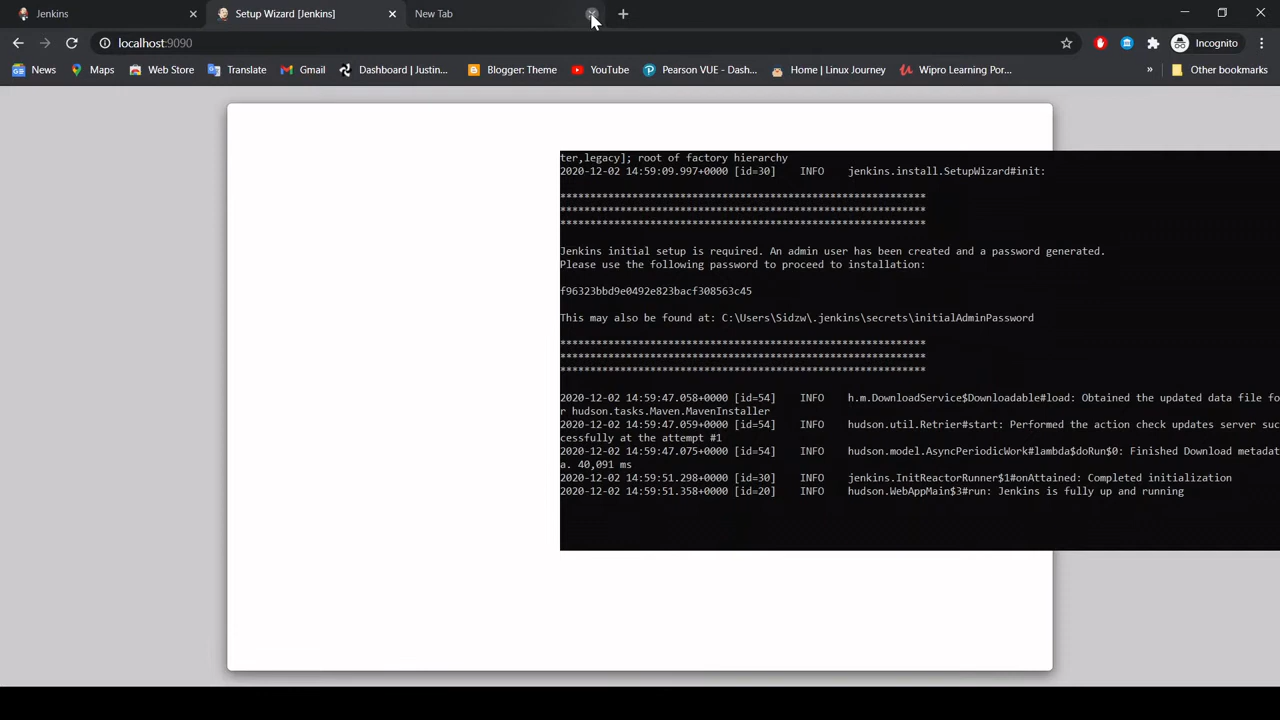 Jenkins
Setup Wizard [Jenkins]
New Tab
localhost:9090
Incognito
News
Maps
Web Store
Translate
Gmail
Dashboard | Justin...
Blogger: Theme
YouTube
Pearson VUE - Dash...
Home | Linux Journey
Wipro Learning Por...
»
Other bookmarks
ter,legacy]; root of factory hierarchy
2020-12-02 14:59:09.997+0000 [id=30] INFO jenkins.install.SetupWizard#init:
*************************************************************
*************************************************************
*************************************************************
Jenkins initial setup is required. An admin user has been created and a password generated.
Please use the following password to proceed to installation:
f96323bbd9e0492e823bacf308563c45
This may also be found at: C:\Users\Sidzw\.jenkins\secrets\initialAdminPassword
*************************************************************
*************************************************************
*************************************************************
2020-12-02 14:59:47.058+0000 [id=54] INFO h.m.DownloadService$Downloadable#load: Obtained the updated data file fo
r hudson.tasks.Maven.MavenInstaller
2020-12-02 14:59:47.059+0000 [id=54] INFO hudson.util.Retrier#start: Performed the action check updates server suc
cessfully at the attempt #1
2020-12-02 14:59:47.075+0000 [id=54] INFO hudson.model.AsyncPeriodicWork#lambda$doRun$0: Finished Download metadat
a. 40,091 ms
2020-12-02 14:59:51.298+0000 [id=30] INFO jenkins.InitReactorRunner$1#onAttained: Completed initialization
2020-12-02 14:59:51.358+0000 [id=20] INFO hudson.WebAppMain$3#run: Jenkins is fully up and running